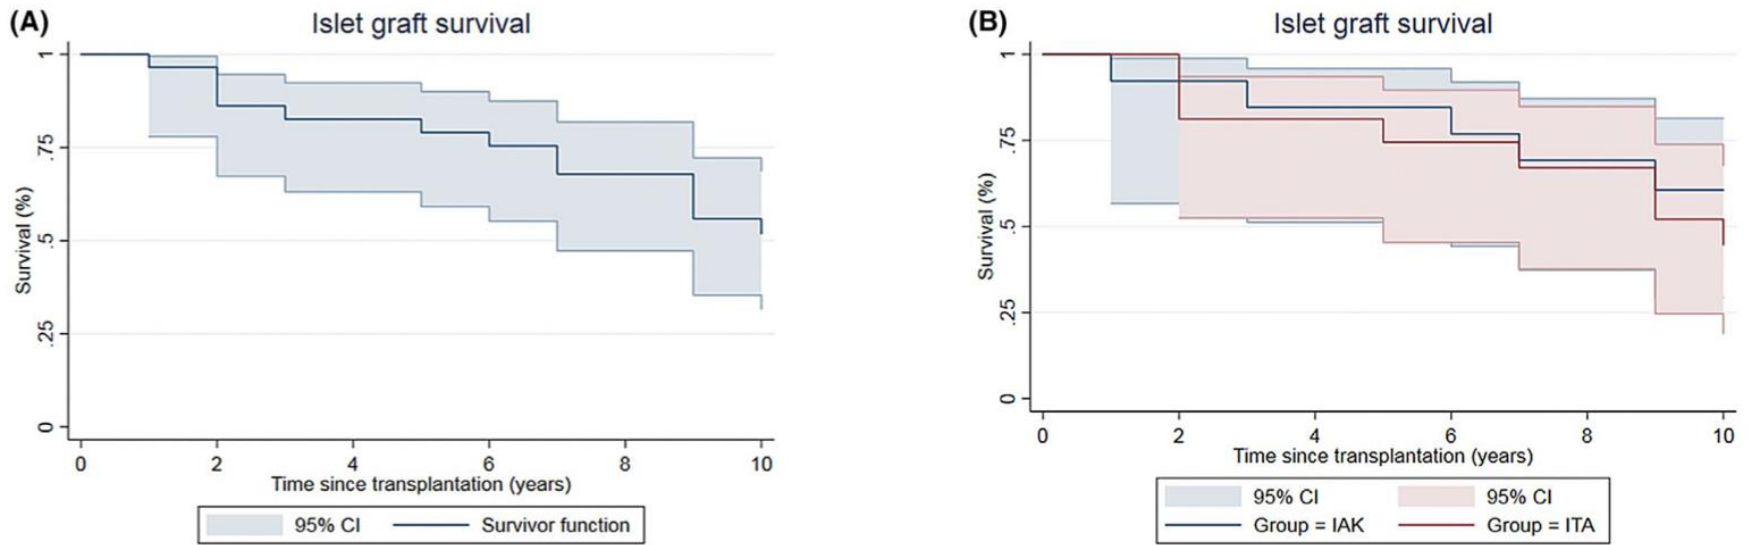 (A)
Islet graft survival
1
.75
.5
.25
0
Survival (%)
0 2 4 6 8 10
Time since transplantation (years)
95% CI Survivor function
(B)
Islet graft survival
1
.75
.5
.25
0
Survival (%)
0 2 4 6 8 10
Time since transplantation (years)
95% CI 95% CI
Group = IAK Group = ITA